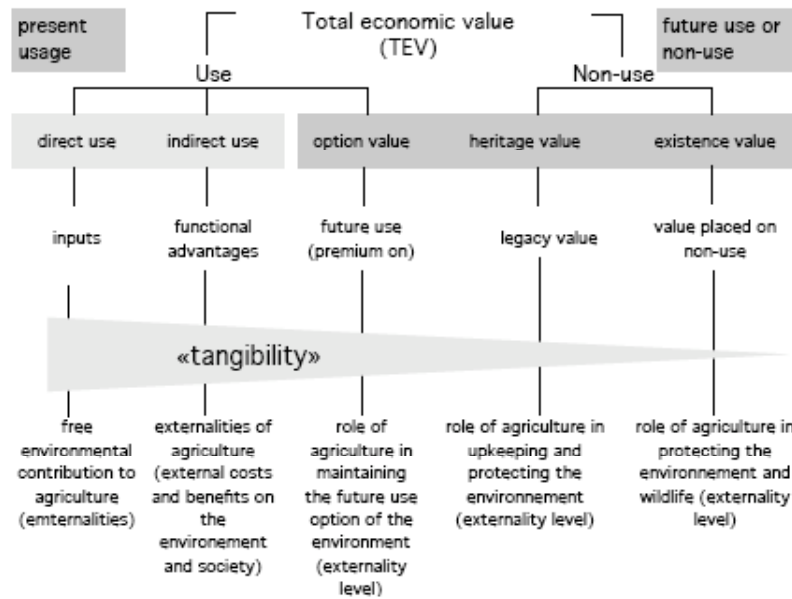 present
usage
Total economic value
(TEV)
future use or
non-use
Use
Non-use
direct use
indirect use
option value
heritage value
existence value
inputs
functional
advantages
future use
(premium on)
legacy value
value placed on
non-use
«tangibility»
free
environmental
contribution to
agriculture
(emternalities)
externalities of
agriculture
(external costs
and benefits on
the
environement
and society)
role of
agriculture in
maintaining
the future use
option of the
environment
(externality
level)
role of agriculture in
upkeeping and
protecting the
environnement
(externality level)
role of agriculture in
protecting the
environnement and
wildlife (externality
level)